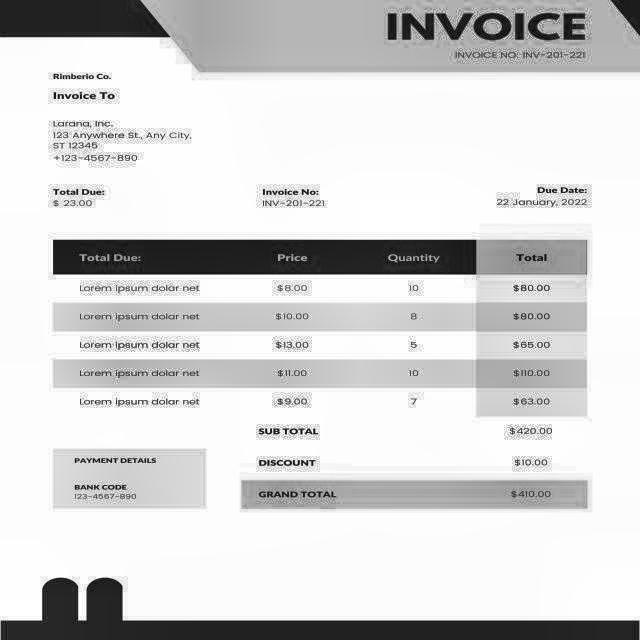 INVOICE
INVOICE NO: INV-201-221
Rimberio Co.
Invoice To
Larana, Inc.
123 Anywhere St., Any City,
ST 12345
+123-4567-890
Total Due: Invoice No: Due Date:
$ 23.00 INV-201-221 22 January, 2022
Total Due: Price Quantity Total
Lorem ipsum dolar net $8.00 10 $80.00
Lorem ipsum dolar net $10.00 8 $80.00
Lorem ipsum dolar net $13.00 5 $65.00
Lorem ipsum dolar net $11.00 10 $110.00
Lorem ipsum dolar net $9.00 7 $63.00
SUB TOTAL $420.00
PAYMENT DETAILS
DISCOUNT $10.00
BANK CODE
123-4567-890
GRAND TOTAL $410.00